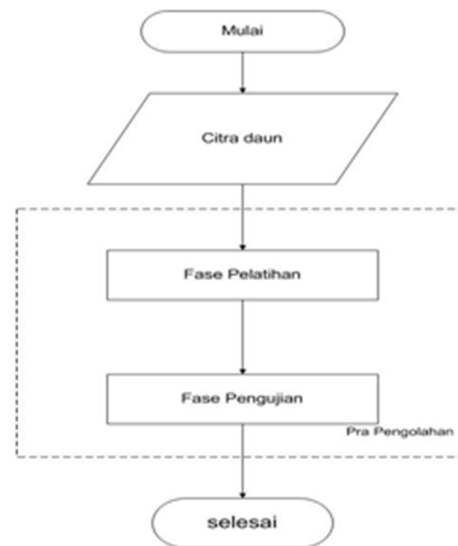 Mulai
Citra daun
Fase Pelatihan
Fase Pengujian
Pra Pengolahan
selesai